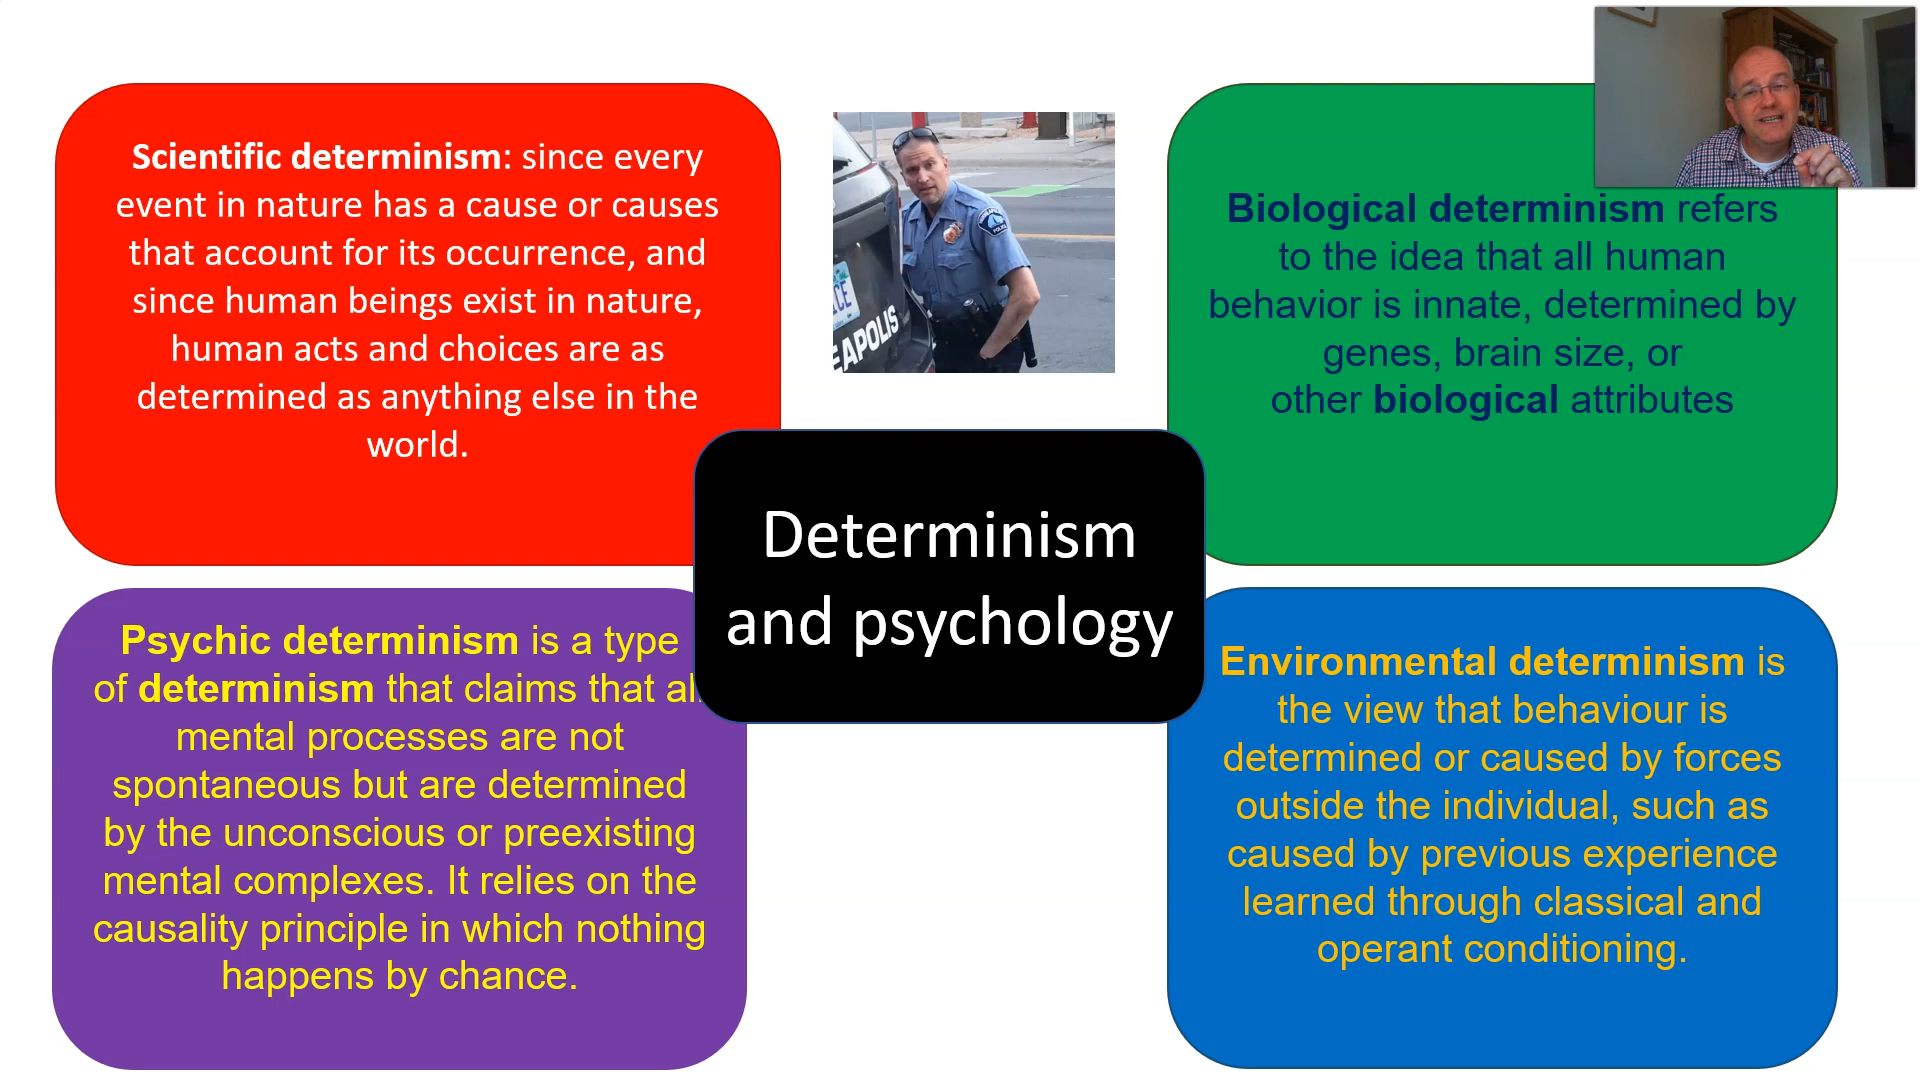 Scientific determinism: since every
event in nature has a cause or causes
that account for its occurrence, and
since human beings exist in nature,
human acts and choices are as
determined as anything else in the
world.
POLICE
EAPOLIS
Biological determinism refers
to the idea that all human
behavior is innate, determined by
genes, brain size, or
other biological attributes
Determinism
and psychology
Psychic determinism is a type
of determinism that claims that al
mental processes are not
spontaneous but are determined
by the unconscious or preexisting
mental complexes. It relies on the
causality principle in which nothing
happens by chance.
Environmental determinism is
the view that behaviour is
determined or caused by forces
outside the individual, such as
caused by previous experience
learned through classical and
operant conditioning.